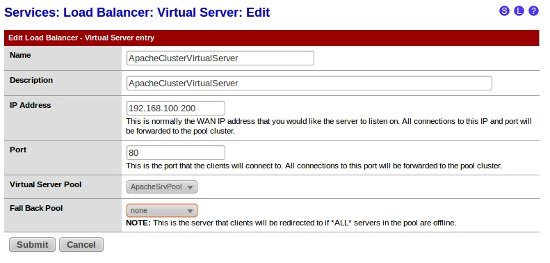 Services: Load Balancer: Virtual Server: Edit
S L ?
Edit Load Balancer - Virtual Server entry
Name
ApacheClusterVirtualServer
Description
ApacheClusterVirtualServer
IP Address
192.168.100.200
This is normally the WAN IP address that you would like the server to listen on. All connections to this IP and port will
be forwarded to the pool cluster.
Port
80
This is the port that the clients will connect to. All connections to this port will be forwarded to the pool cluster.
Virtual Server Pool
ApacheSrvPool
Fall Back Pool
none
NOTE: This is the server that clients will be redirected to if *ALL* servers in the pool are offline.
Submit Cancel